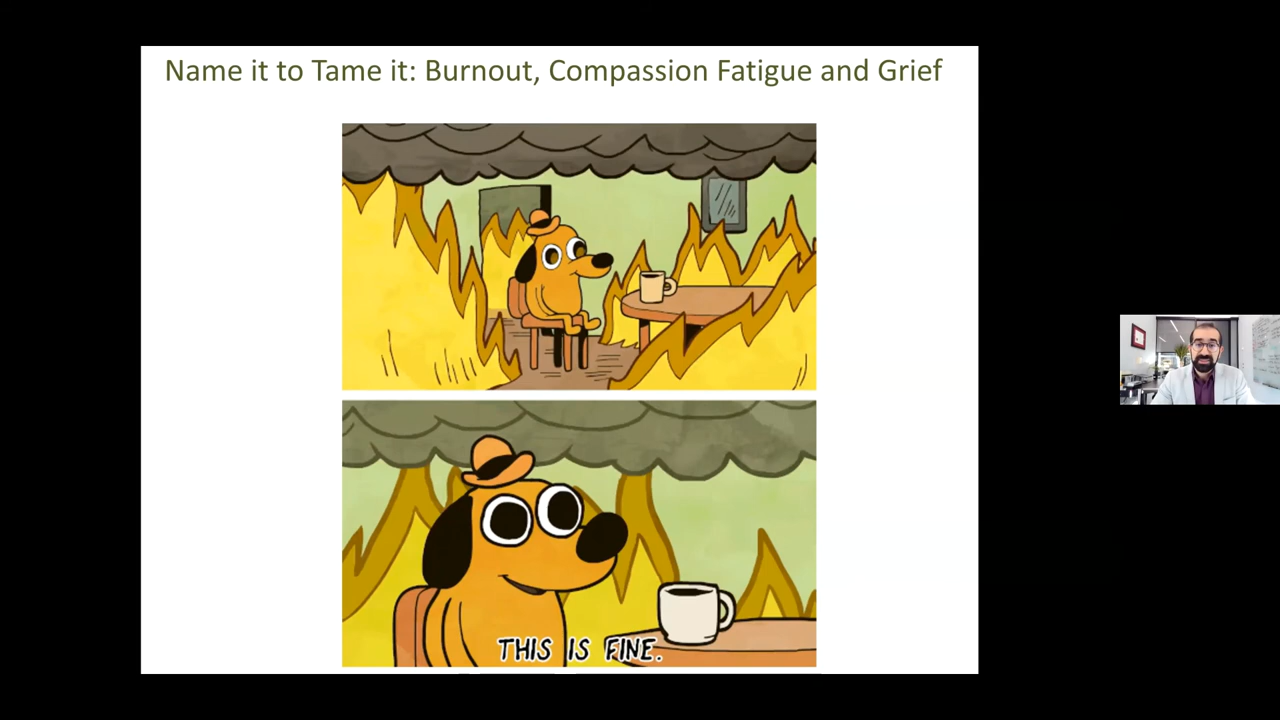 Name it to Tame it: Burnout, Compassion Fatigue and Grief
THIS IS FINE.